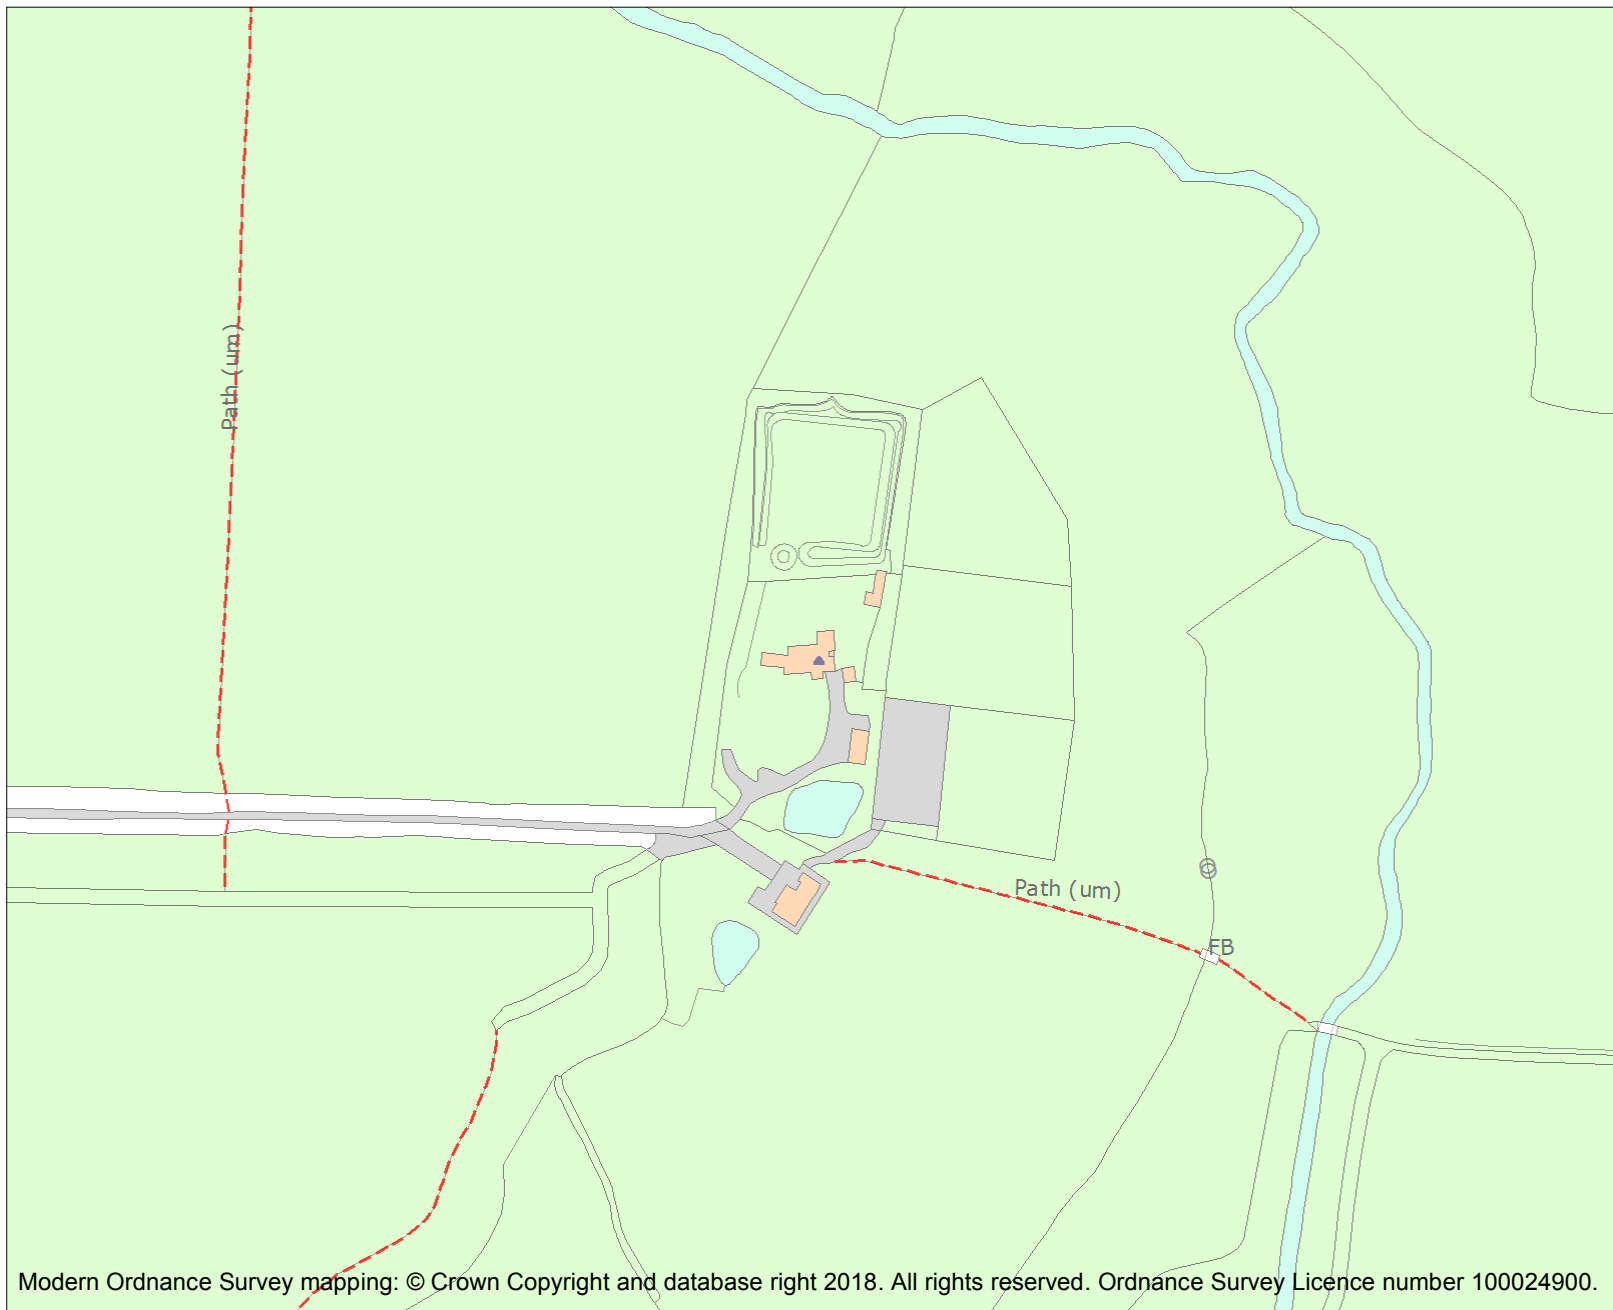 Path (um)
Path (um)
FB
Modern Ordnance Survey mapping: © Crown Copyright and database right 2018. All rights reserved. Ordnance Survey Licence number 100024900.